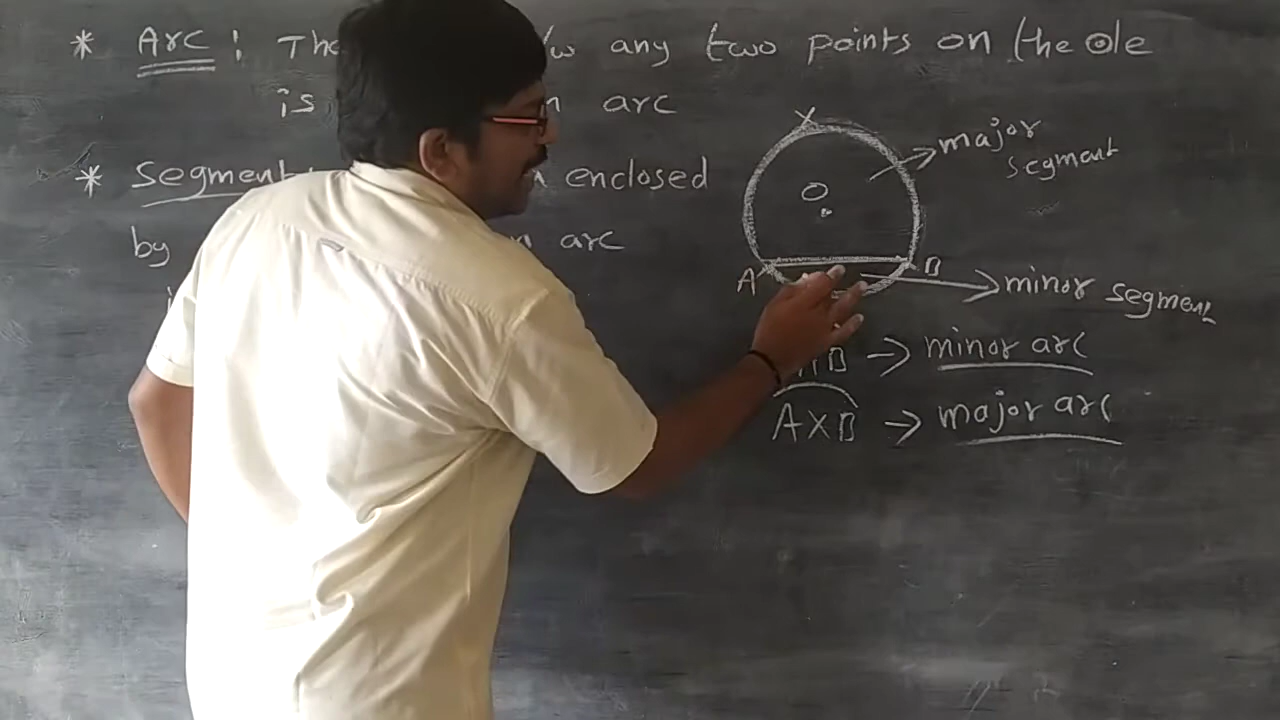 * Arc : any two points on the ⊙le
is arc
* Segment enclosed
by arc
X
major
segment
O
A B
minor segment
→ minor arc
AXB → major arc